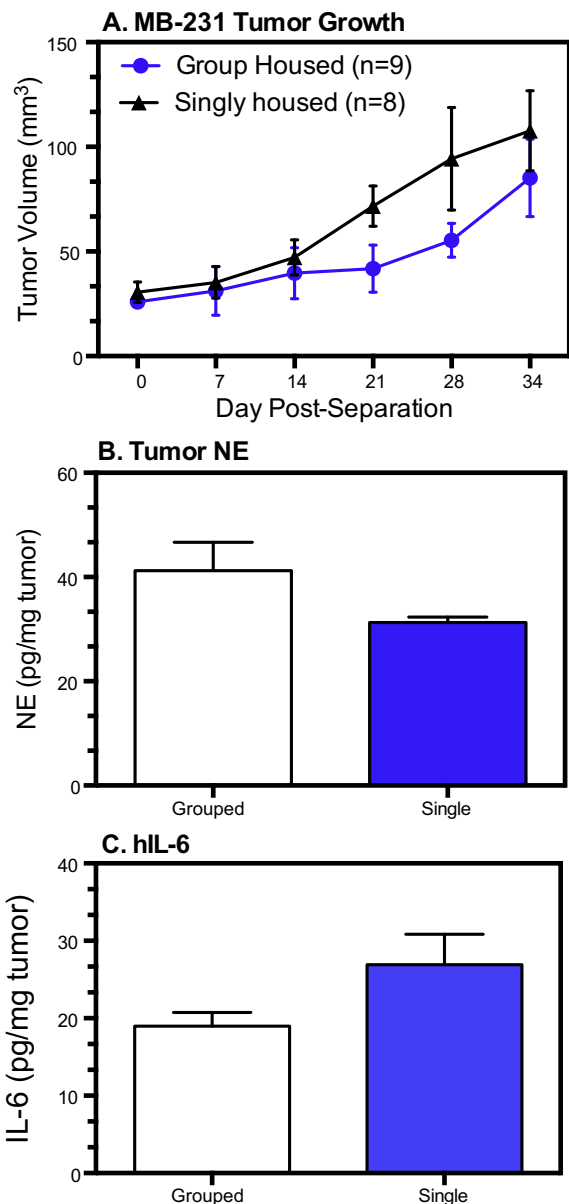 A. MB-231 Tumor Growth
150
100
50
0
Tumor Volume (mm³)
Group Housed (n=9)
Singly housed (n=8)
0 7 14 21 28 34
Day Post-Separation
B. Tumor NE
60
40
20
0
NE (pg/mg tumor)
Grouped Single
C. hIL-6
40
30
20
10
0
IL-6 (pg/mg tumor)
Grouped Single